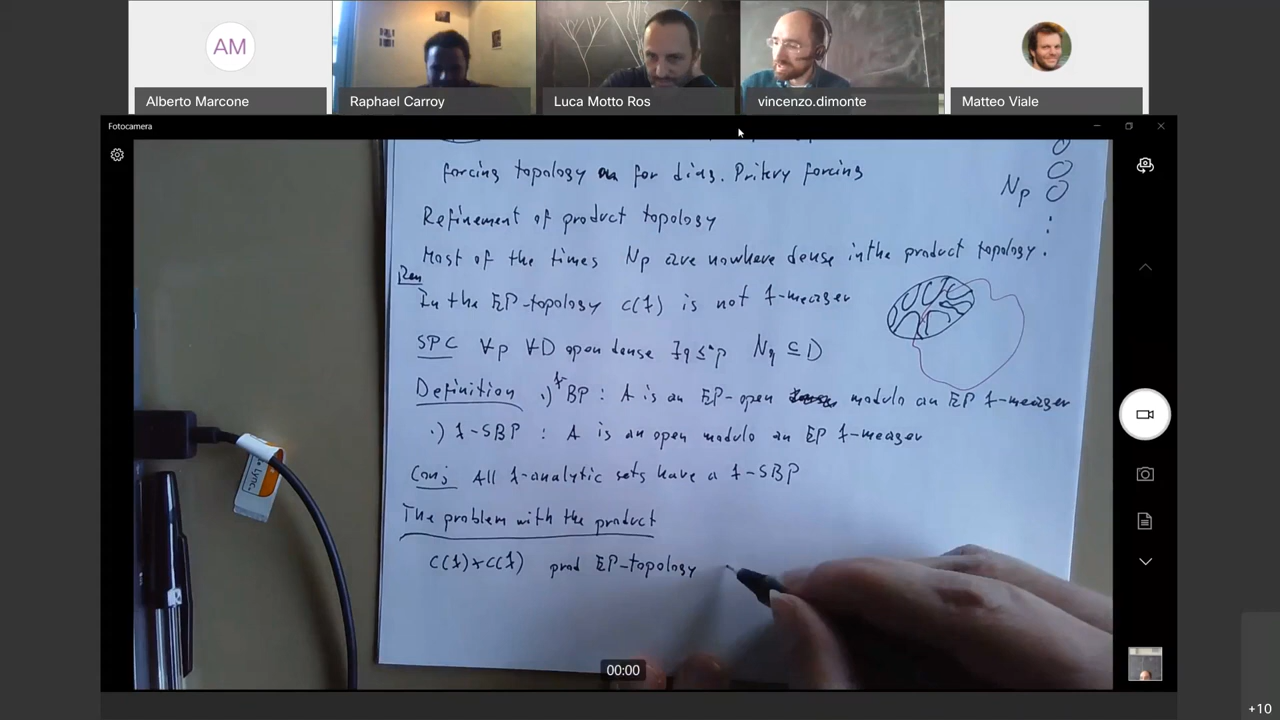 AM
Alberto Marcone
Raphael Carroy
Luca Motto Ros
vincenzo.dimonte
Matteo Viale
Fotocamera
forcing topology for diag. Prikry forcing
Np
Refinement of product topology
Most of the times Np are nowhere dense in the product topology.
Rem
In the EP-topology C(λ) is not λ-meager
SPC ∀p ∀D open dense ∃q ≤* p Nq ⊆ D
Definition ·) λBP : A is an EP-open modulo an EP λ-meager
·) λ-SBP : A is an open modulo an EP λ-meager
Conj All λ-analytic sets have a λ-SBP
The problem with the product
C(λ)×C(λ) prod EP-topology
00:00
+10